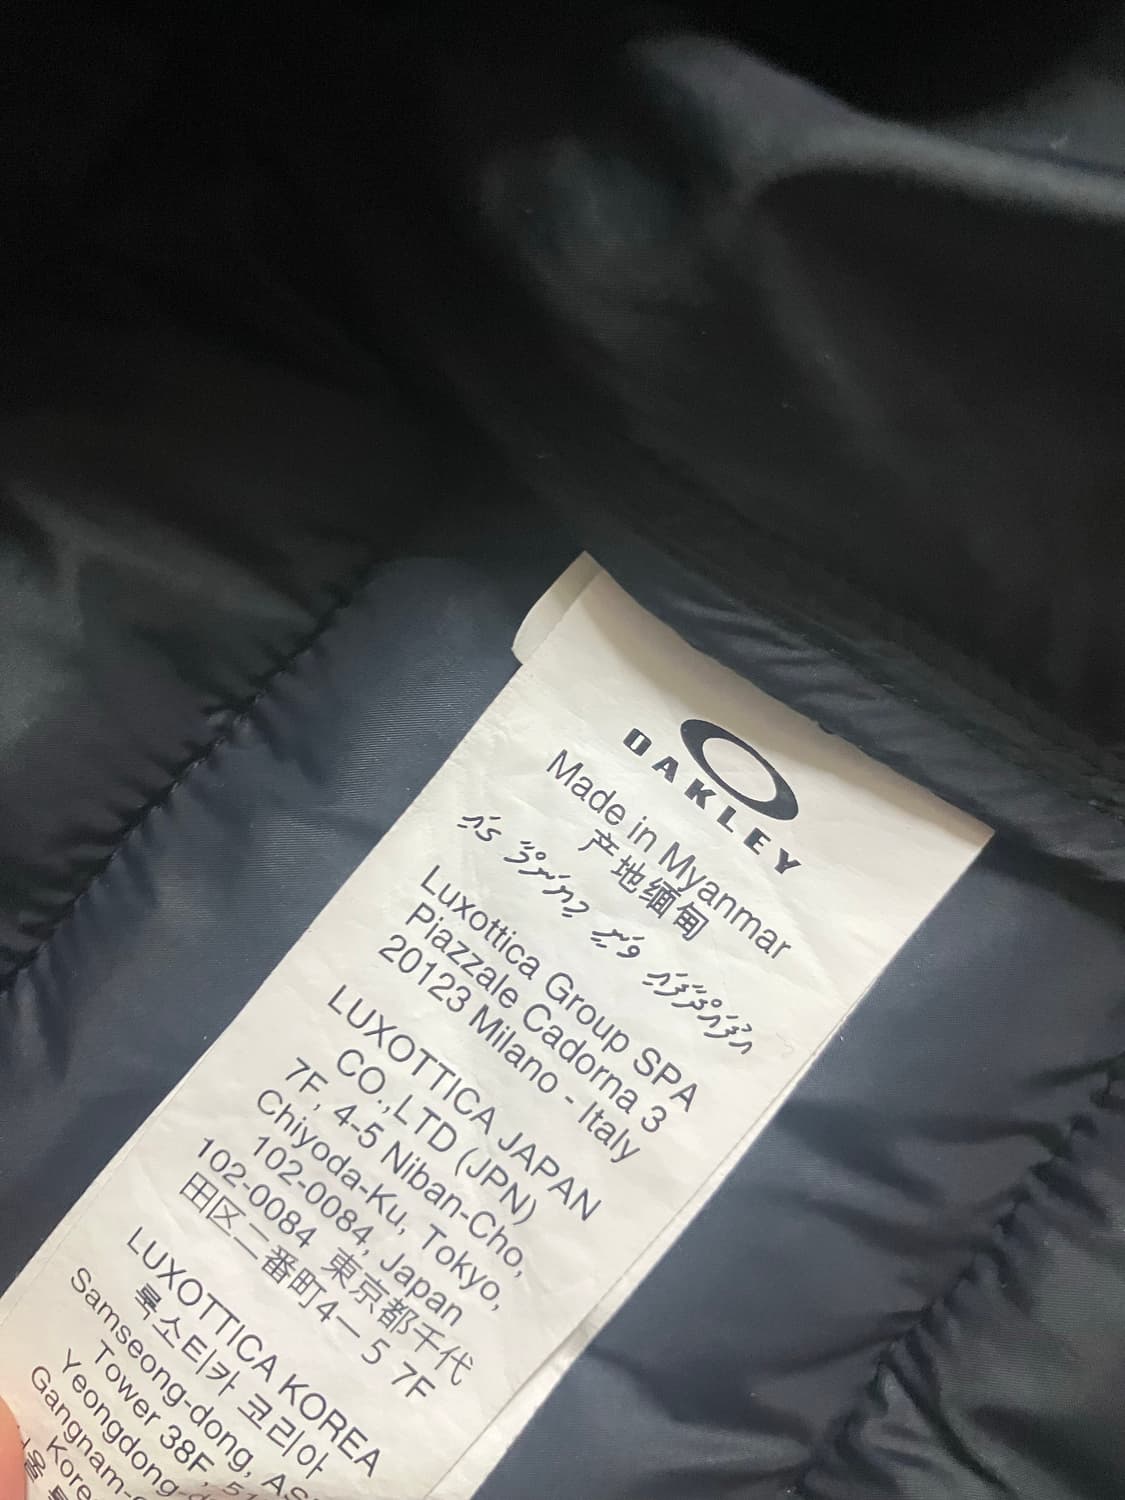 OAKLEY
Made in Myanmar
产地缅甸
Luxottica Group SPA
Piazzale Cadorna 3
20123 Milano - Italy
LUXOTTICA JAPAN
CO.,LTD (JPN)
7F, 4-5 Niban-Cho,
Chiyoda-Ku, Tokyo,
102-0084, Japan
102-0084 東京都千代
田区二番町4ー5 7F
LUXOTTICA KOREA
룩소티카 코리아
Samseong-dong,
Tower 38F,
Yeongdong-
Gangnam-